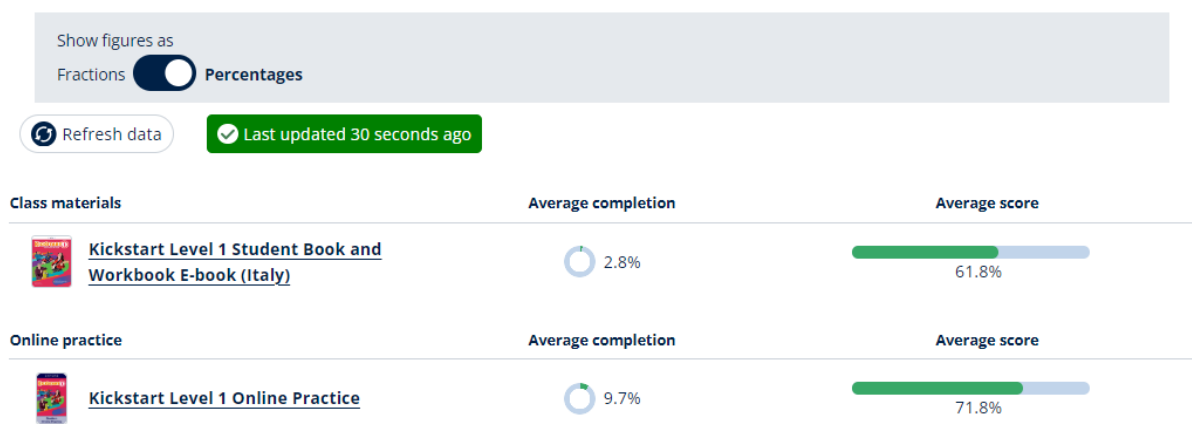 Show figures as
Fractions Percentages
Refresh data Last updated 30 seconds ago
Class materials Average completion Average score
Kickstart Level 1 Student Book and
Workbook E-book (Italy)
2.8%
61.8%
Online practice Average completion Average score
Kickstart Level 1 Online Practice
9.7%
71.8%